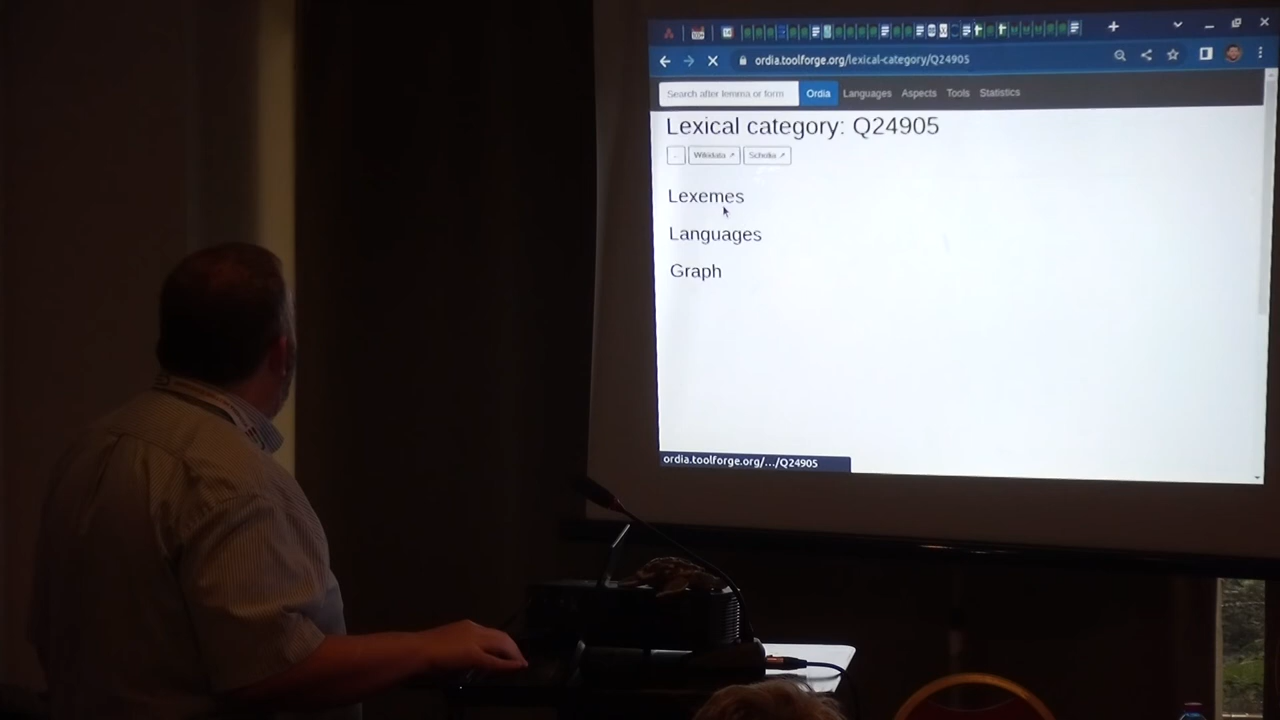 ordia.toolforge.org/lexical-category/Q24905
Search after lemma or form Ordia Languages Aspects Tools Statistics
Lexical category: Q24905
Wikidata ↗ Scholia ↗
Lexemes
Languages
Graph
ordia.toolforge.org/.../Q24905